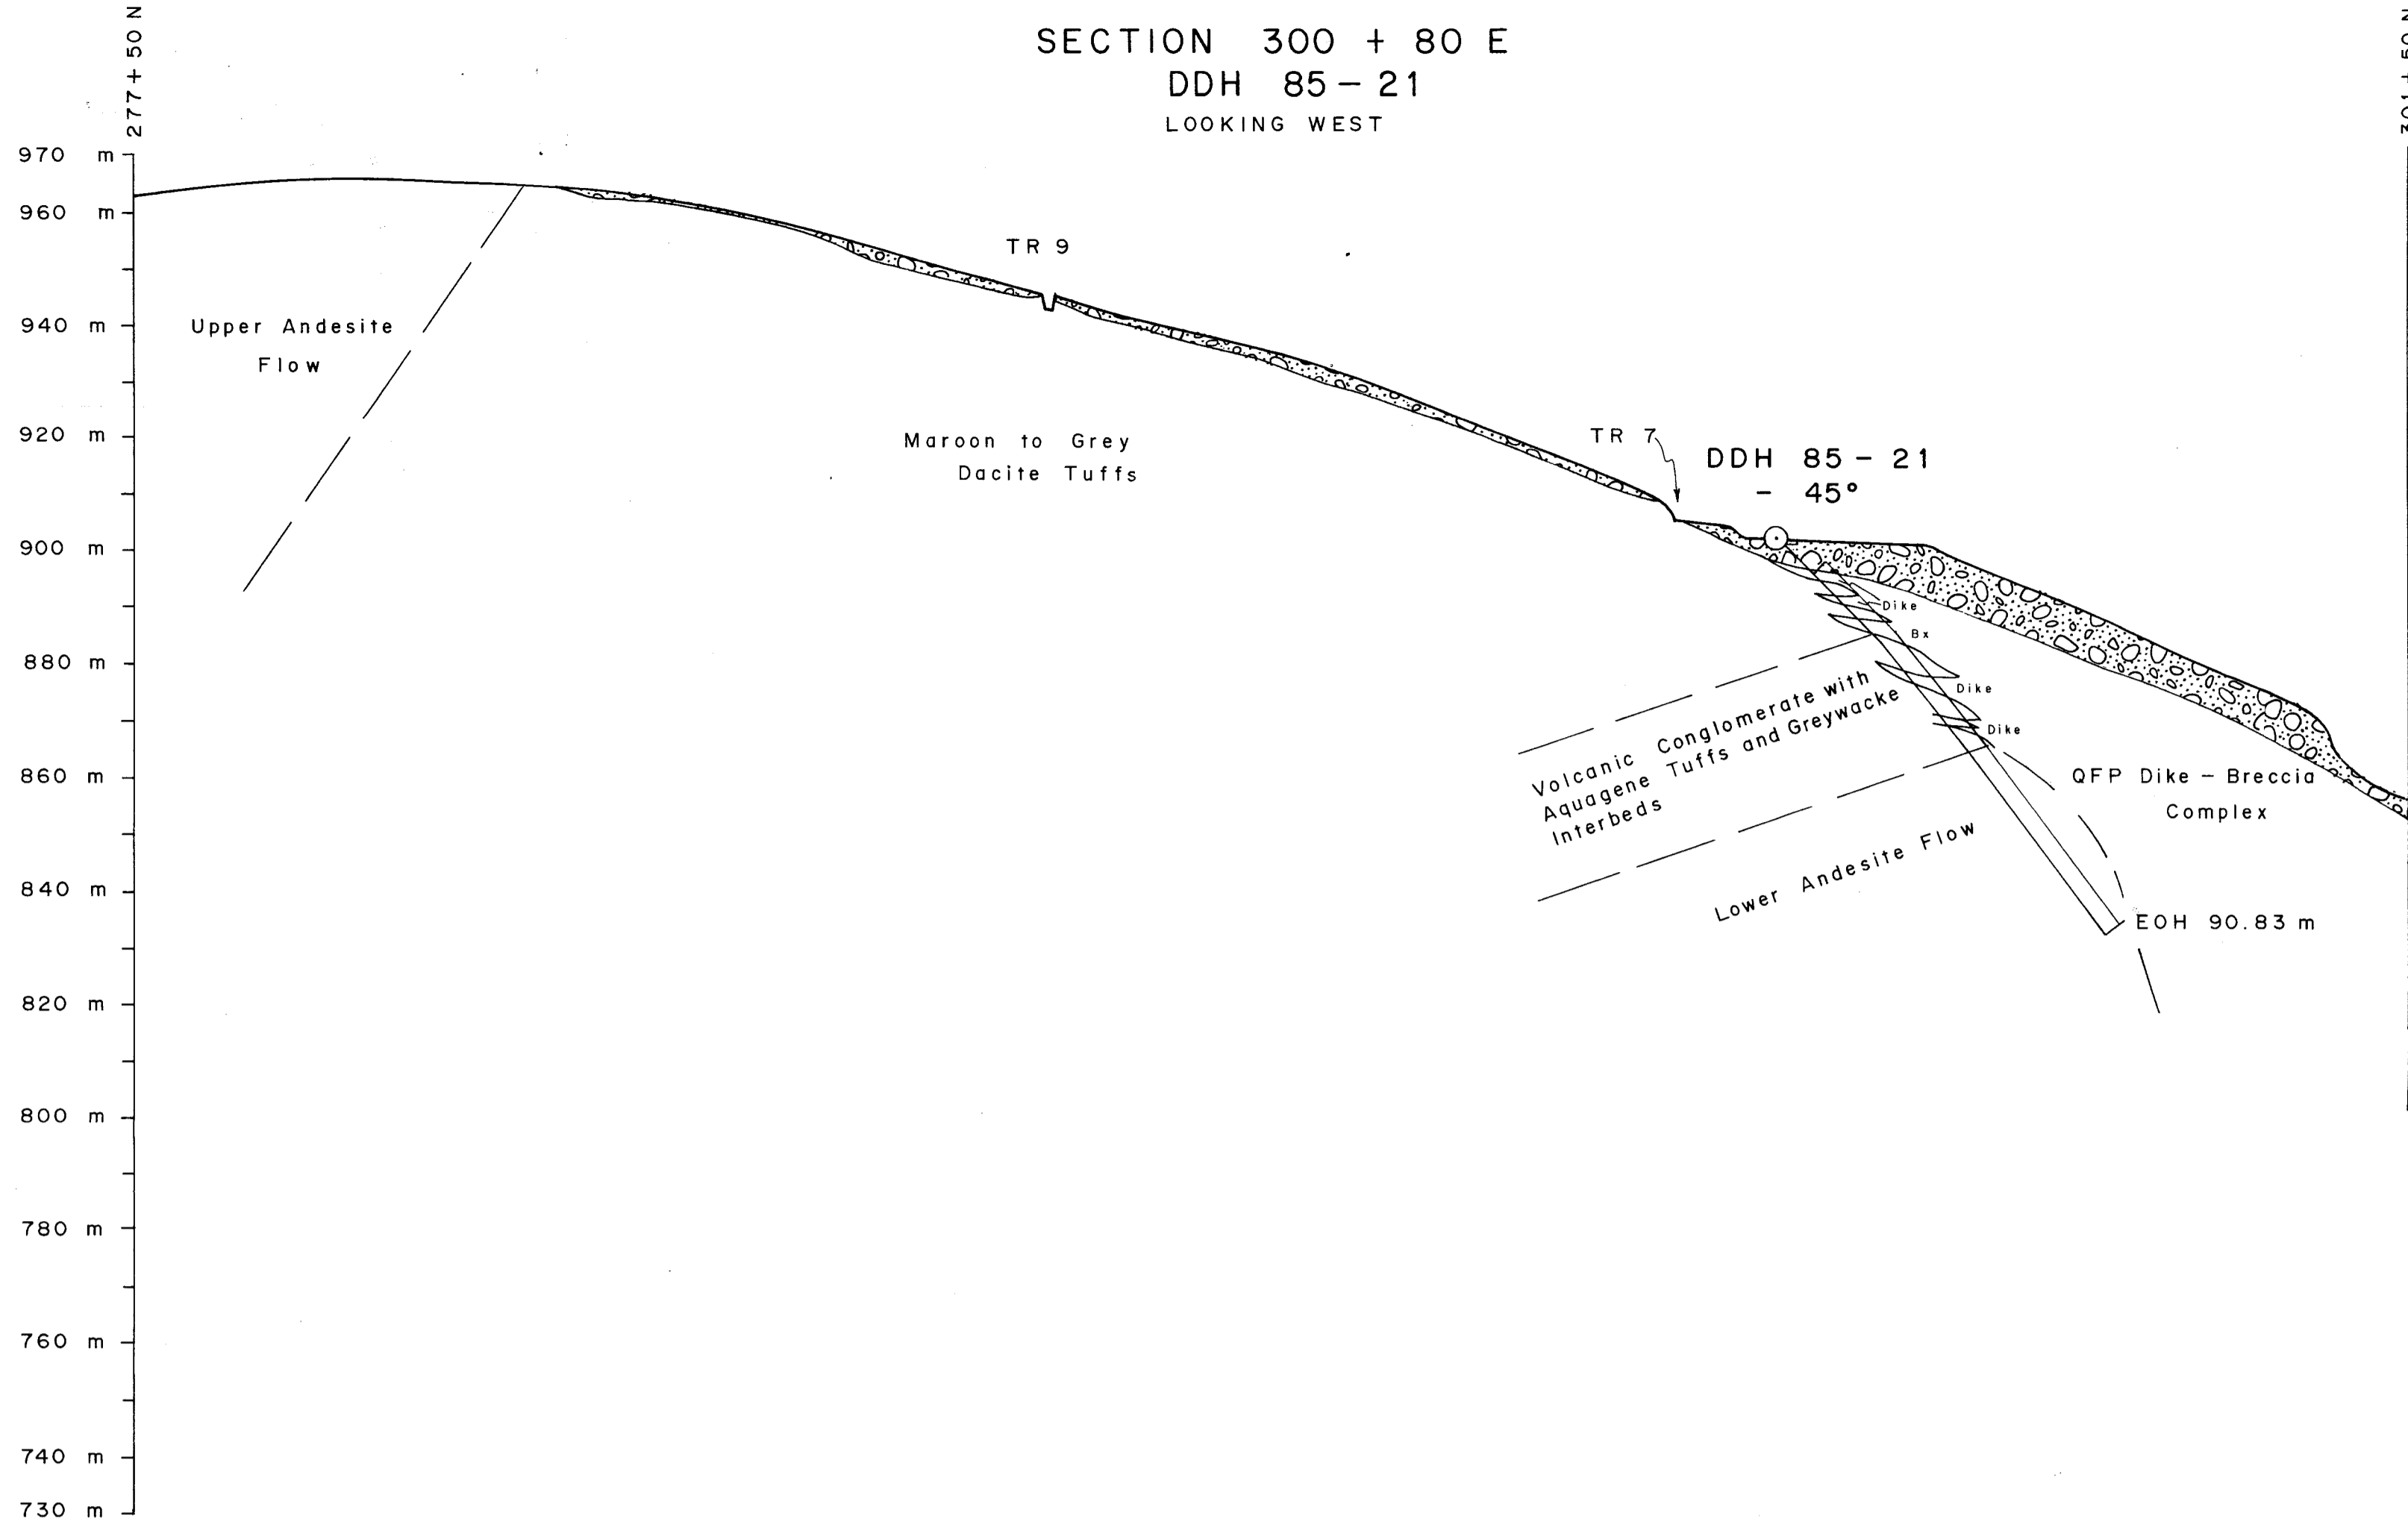 SECTION 300 + 80 E
DDH 85 - 21
LOOKING WEST
277 + 50 N
970 m
960 m
940 m
920 m
900 m
880 m
860 m
840 m
820 m
800 m
780 m
760 m
740 m
730 m
Upper Andesite
Flow
TR 9
Maroon to Grey
Dacite Tuffs
TR 7
DDH 85 - 21
- 45°
Dike
Bx
Dike
Dike
Volcanic Conglomerate with
Aquagene Tuffs and Greywacke
Interbeds
Lower Andesite Flow
QFP Dike - Breccia
Complex
EOH 90.83 m